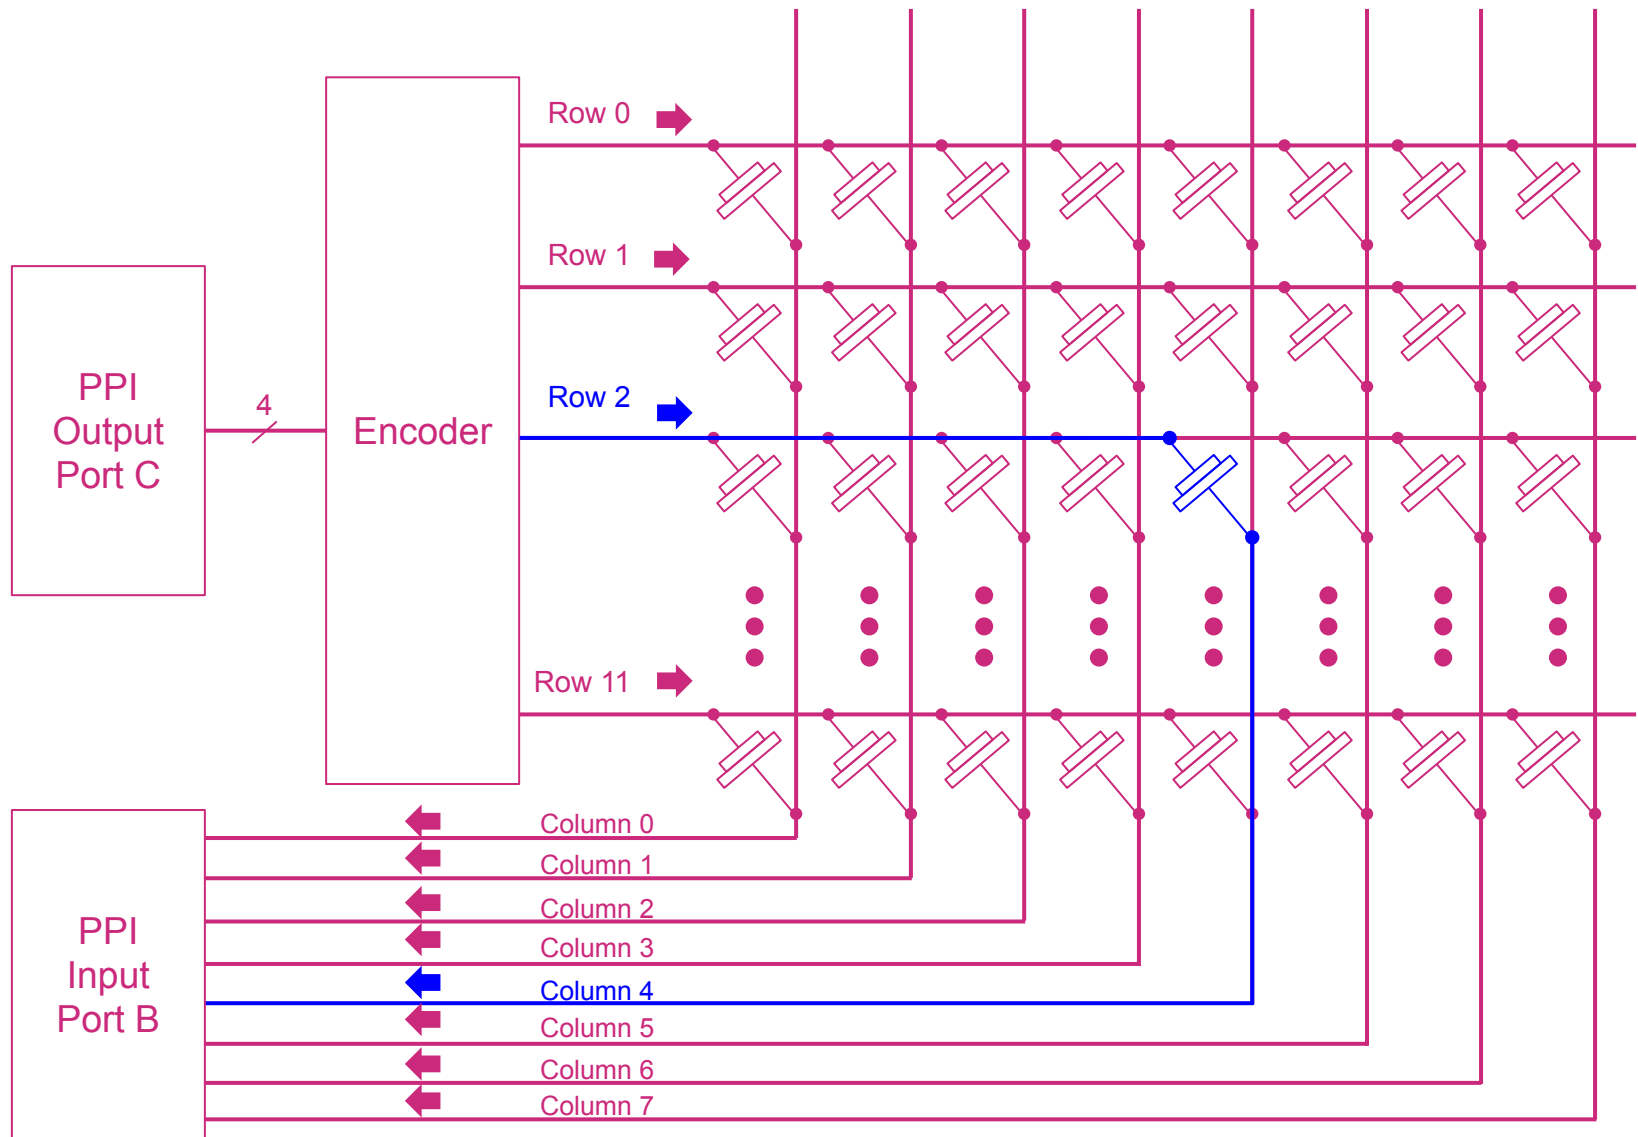 Row 0
Row 1
PPI
Output
Port C
4
Encoder
Row 2
Row 11
PPI
Input
Port B
Column 0
Column 1
Column 2
Column 3
Column 4
Column 5
Column 6
Column 7